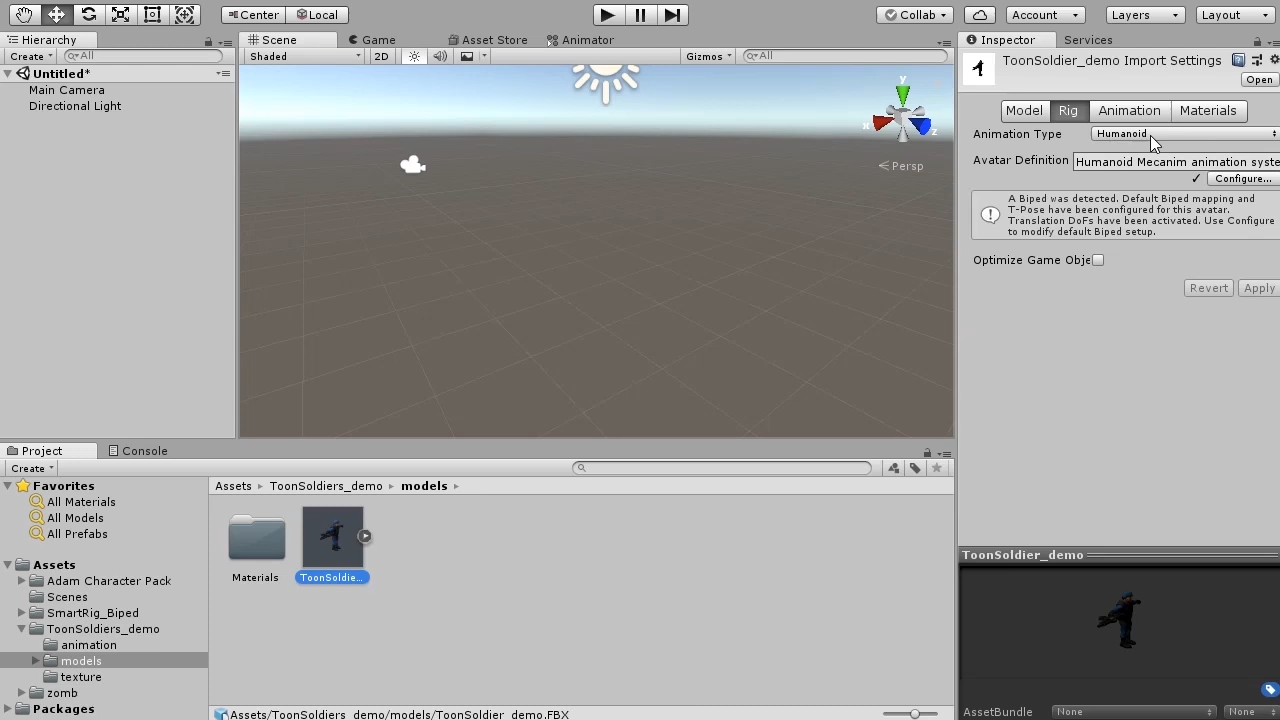 Center
Local
Collab
Account
Layers
Layout
Hierarchy
Scene
Game
Asset Store
Animator
Inspector
Services
Create
All
Shaded
2D
Gizmos
All
ToonSoldier_demo Import Settings
Open
Untitled*
Main Camera
Directional Light
y
x
z
Persp
Model
Rig
Animation
Materials
Animation Type
Humanoid
Avatar Definition
Humanoid Mecanim animation syste
Configure...
A Biped was detected. Default Biped mapping and
T-Pose have been configured for this avatar.
Translation DoFs have been activated. Use Configure
to modify default Biped setup.
Optimize Game Obje
Revert
Apply
Project
Console
Create
Favorites
All Materials
All Models
All Prefabs
Assets
Adam Character Pack
Scenes
SmartRig_Biped
ToonSoldiers_demo
animation
models
texture
zomb
Packages
Assets
ToonSoldiers_demo
models
Materials
ToonSoldie...
Assets/ToonSoldiers_demo/models/ToonSoldier_demo.FBX
ToonSoldier_demo
AssetBundle
None
None